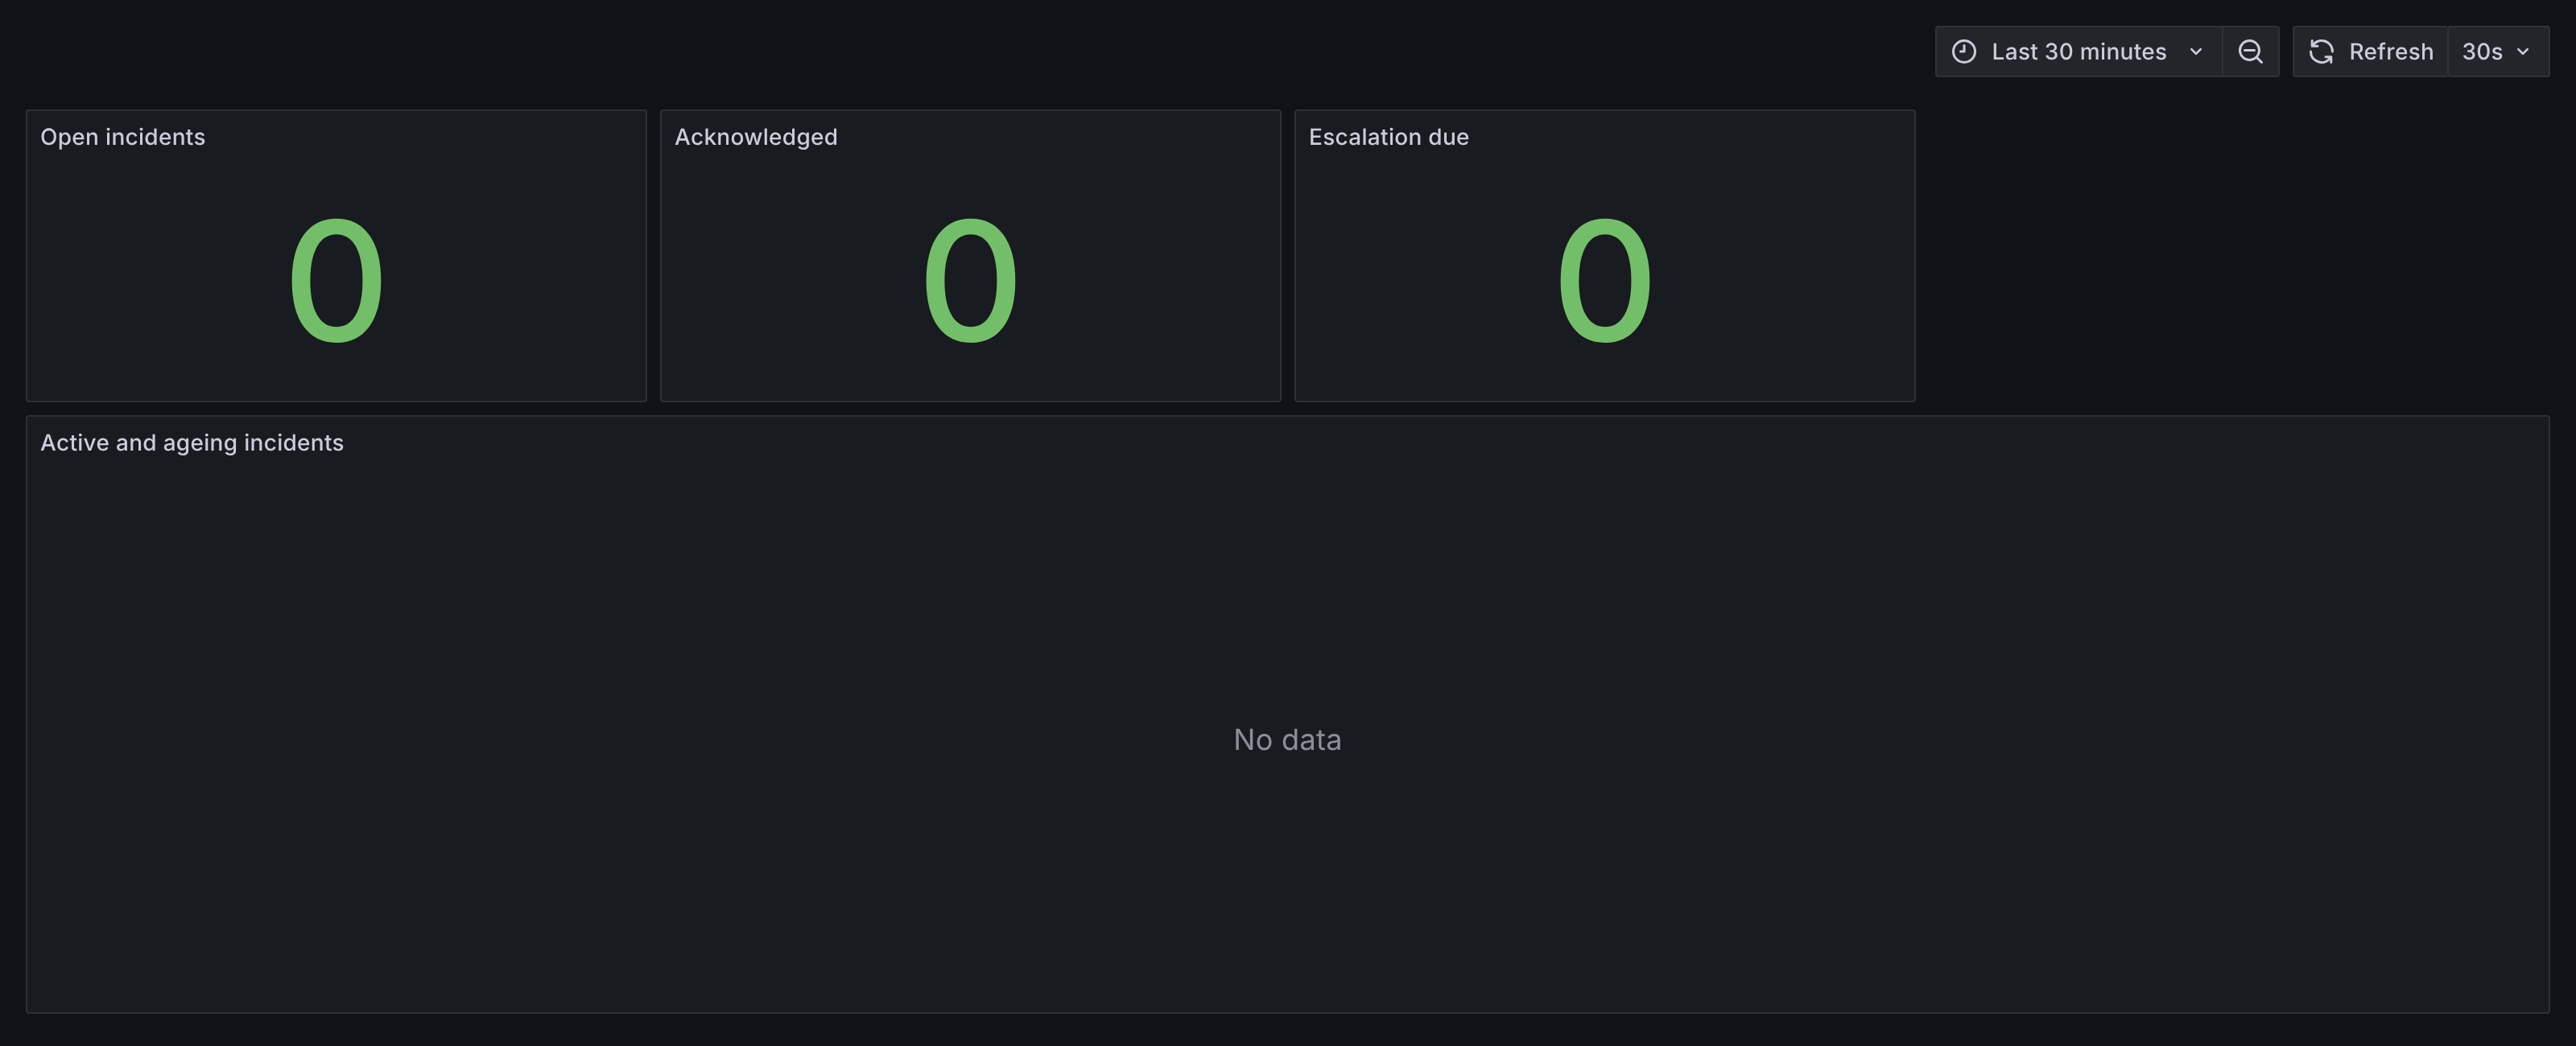 Last 30 minutes
Refresh
30s
Open incidents
Acknowledged
Escalation due
0
0
0
Active and ageing incidents
No data